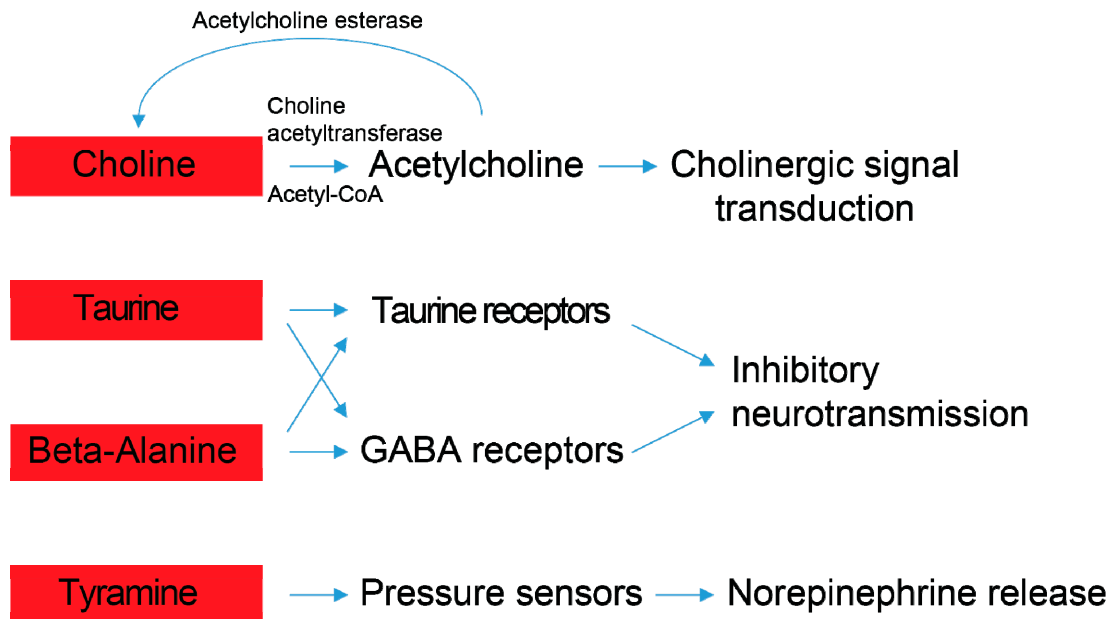 Acetylcholine esterase
Choline
acetyltransferase
Choline
Acetylcholine
Cholinergic signal
transduction
Acetyl-CoA
Taurine
Taurine receptors
Inhibitory
neurotransmission
Beta-Alanine
GABA receptors
Tyramine
Pressure sensors
Norepinephrine release